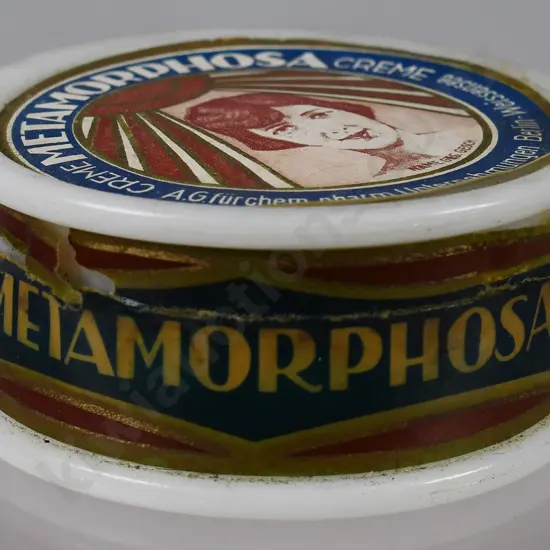 CREME METAMORPHOSA CREME
A.G. für chem. pharm. Unternehmungen Berlin
METAMORPHOSA